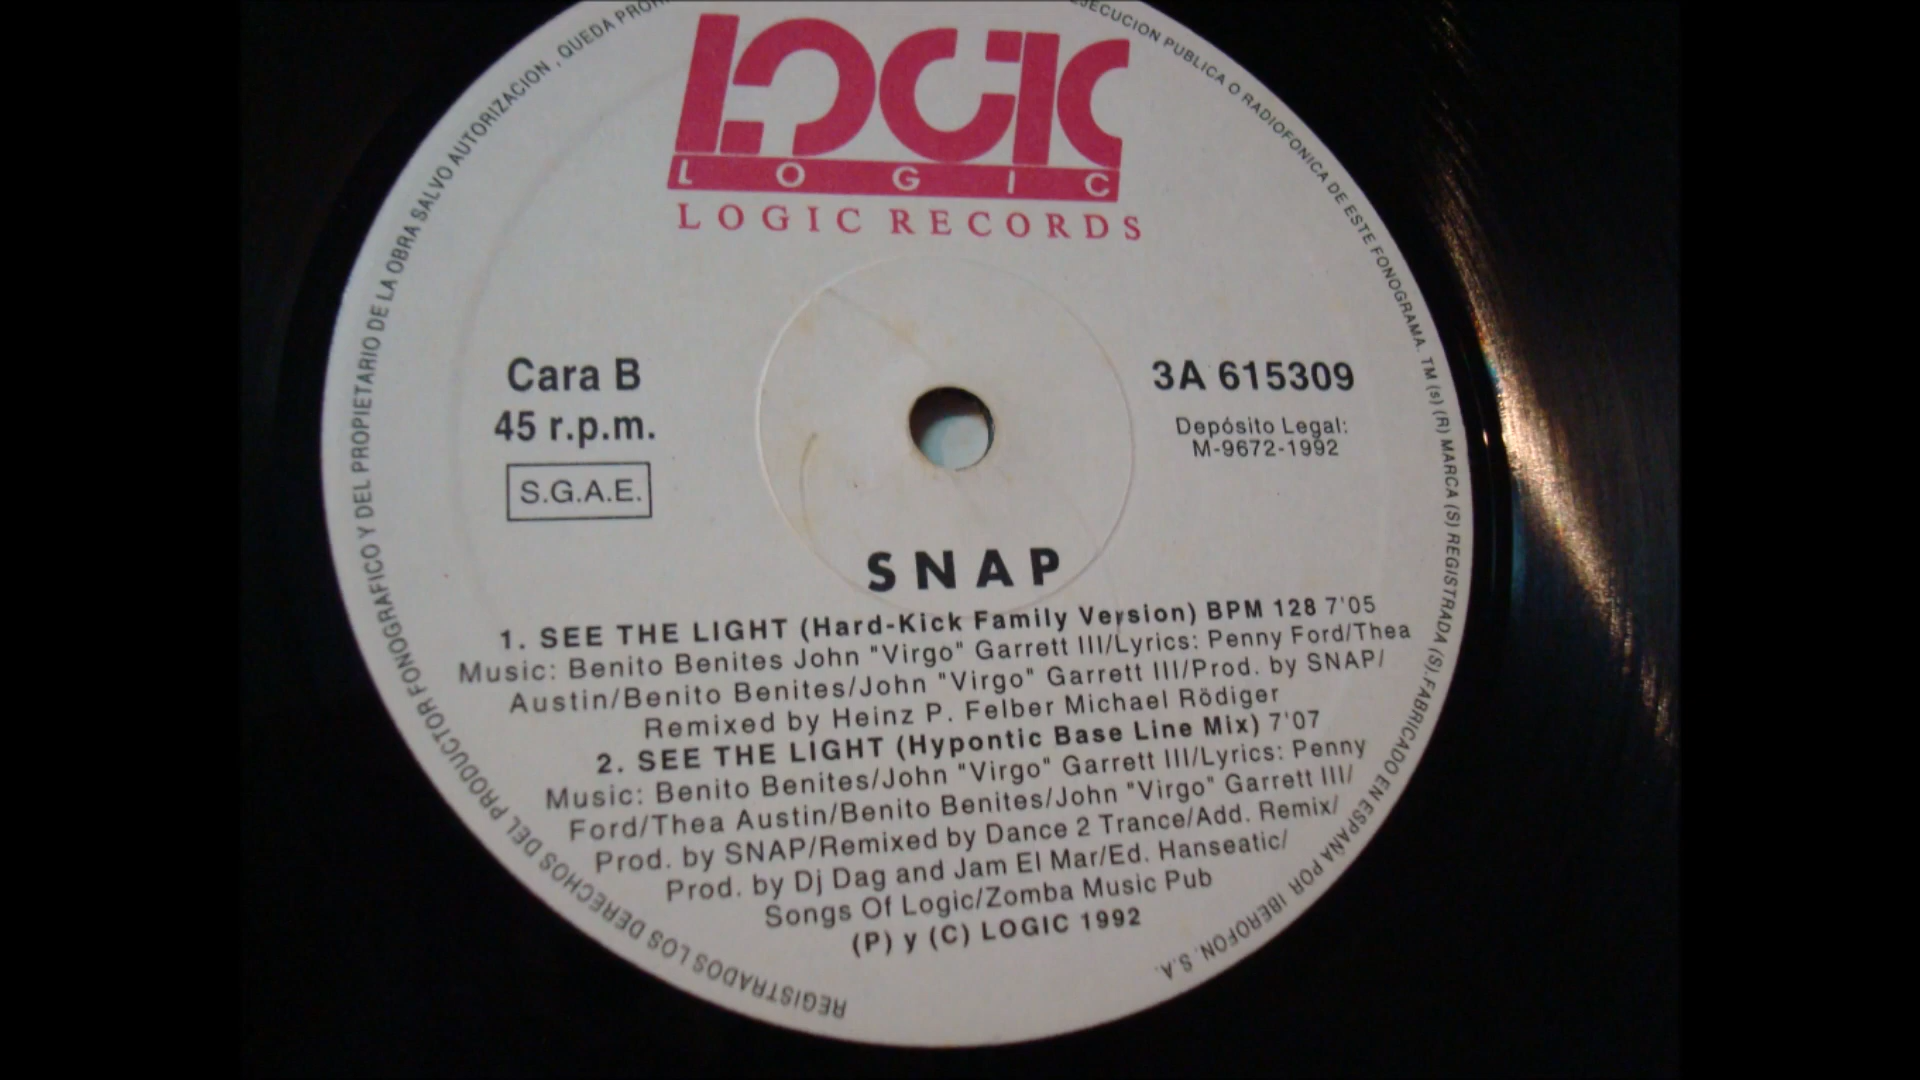 LOGIC
LOGIC
LOGIC RECORDS
Cara B
45 r.p.m.
S.G.A.E.
3A 615309
Depósito Legal:
M-9672-1992
SNAP
1. SEE THE LIGHT (Hard-Kick Family Version) BPM 128 7'05
Music: Benito Benites John "Virgo" Garrett III/Lyrics: Penny Ford/Thea
Austin/Benito Benites/John "Virgo" Garrett III/Prod. by SNAP/
Remixed by Heinz P. Felber Michael Rödiger
2. SEE THE LIGHT (Hypontic Base Line Mix) 7'07
Music: Benito Benites/John "Virgo" Garrett III/Lyrics: Penny
Ford/Thea Austin/Benito Benites/John "Virgo" Garrett III/
Prod. by SNAP/Remixed by Dance 2 Trance/Add. Remix/
Prod. by Dj Dag and Jam El Mar/Ed. Hanseatic/
Songs Of Logic/Zomba Music Pub
(P) y (C) LOGIC 1992
REGISTRADOS LOS DERECHOS DEL PRODUCTOR FONOGRAFICO Y DEL PROPIETARIO DE LA OBRA SALVO AUTORIZACION, QUEDA
EJECUCION PUBLICA O RADIOFONICA DE ESTE FONOGRAMA. TM (s) (R) MARCA (S) REGISTRADA (S). FABRICADO EN ESPAÑA POR IBEROFON, S.A.